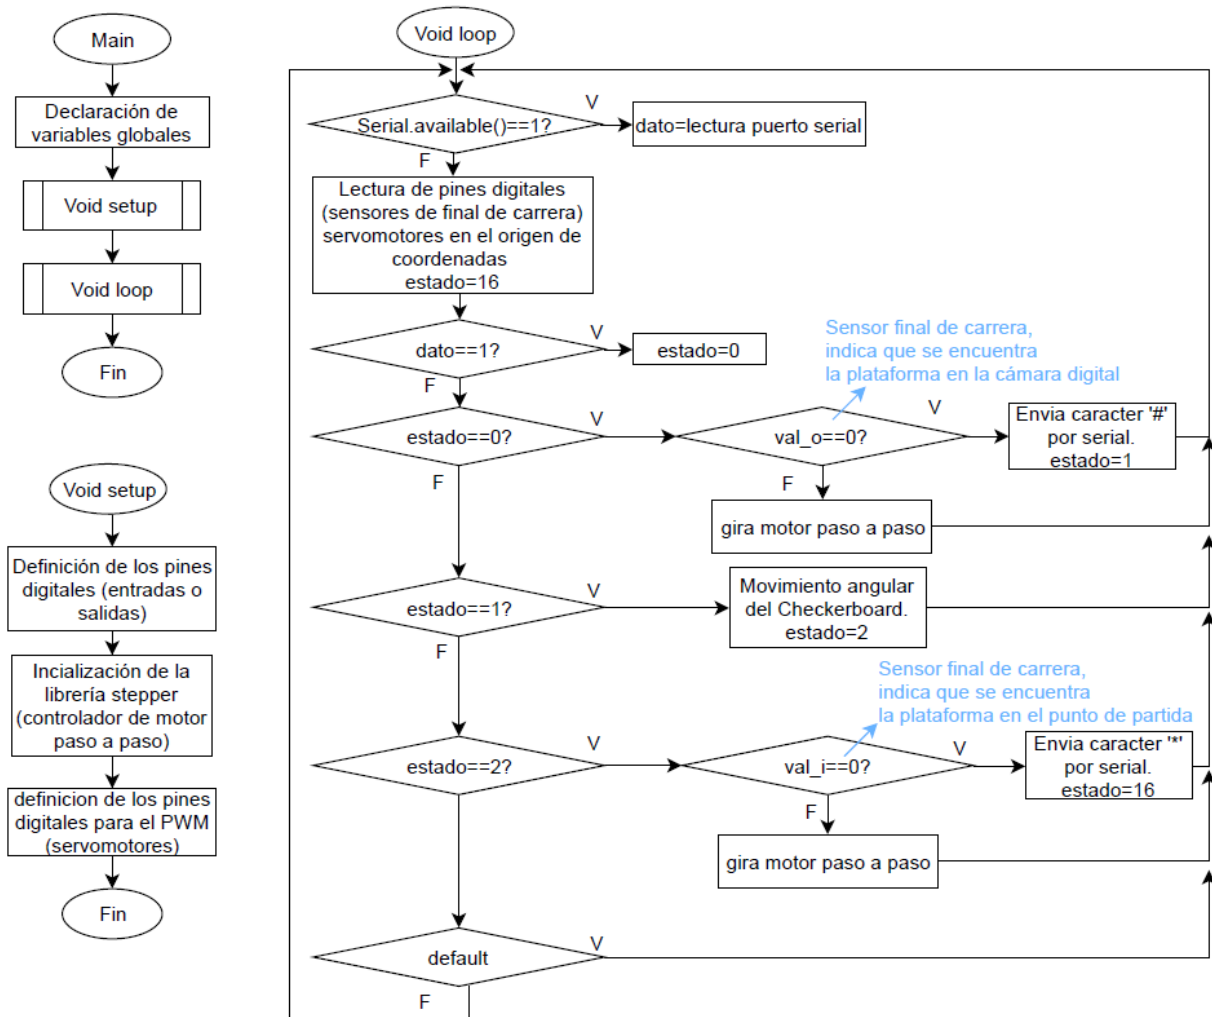 Main
Declaración de
variables globales
Void setup
Void loop
Fin
Void setup
Definición de los pines
digitales (entradas o
salidas)
Incialización de la
librería stepper
(controlador de motor
paso a paso)
definicion de los pines
digitales para el PWM
(servomotores)
Fin
Void loop
Serial.available()==1?
V
dato=lectura puerto serial
F
Lectura de pines digitales
(sensores de final de carrera)
servomotores en el origen de
coordenadas
estado=16
dato==1?
V
estado=0
F
Sensor final de carrera,
indica que se encuentra
la plataforma en la cámara digital
estado==0?
V
val_o==0?
V
Envia caracter '#'
por serial.
estado=1
F
F
gira motor paso a paso
estado==1?
V
Movimiento angular
del Checkerboard.
estado=2
F
Sensor final de carrera,
indica que se encuentra
la plataforma en el punto de partida
estado==2?
V
val_i==0?
V
Envia caracter '*'
por serial.
estado=16
F
gira motor paso a paso
default
V
F